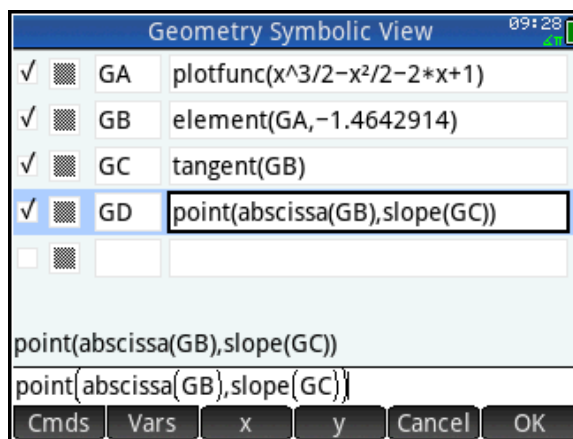 Geometry Symbolic View 09:28
∡π
√ GA plotfunc(x^3/2−x²/2−2*x+1)
√ GB element(GA,−1.4642914)
√ GC tangent(GB)
√ GD point(abscissa(GB),slope(GC))
point(abscissa(GB),slope(GC))
point(abscissa(GB),slope(GC))
Cmds Vars x y Cancel OK